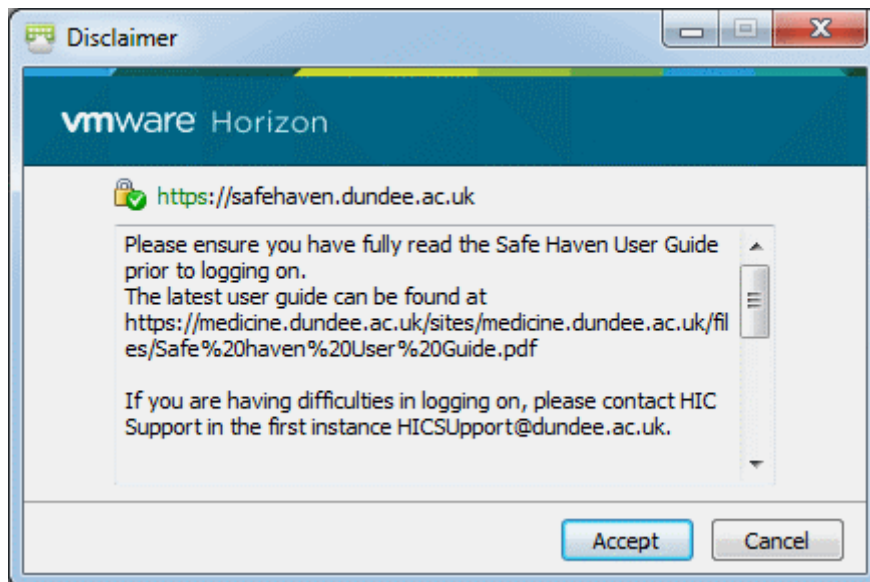 Disclaimer
vmware Horizon
https://safehaven.dundee.ac.uk
Please ensure you have fully read the Safe Haven User Guide
prior to logging on.
The latest user guide can be found at
https://medicine.dundee.ac.uk/sites/medicine.dundee.ac.uk/fil
es/Safe%20haven%20User%20Guide.pdf
If you are having difficulties in logging on, please contact HIC
Support in the first instance HICSUpport@dundee.ac.uk.
Accept
Cancel